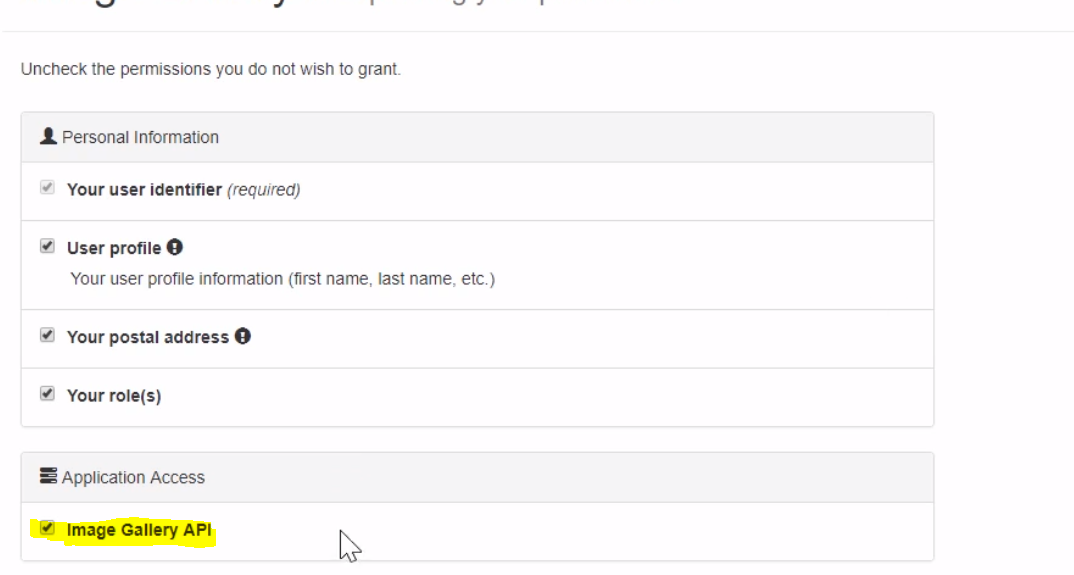 Uncheck the permissions you do not wish to grant.
Personal Information
Your user identifier (required)
User profile
Your user profile information (first name, last name, etc.)
Your postal address
Your role(s)
Application Access
Image Gallery API